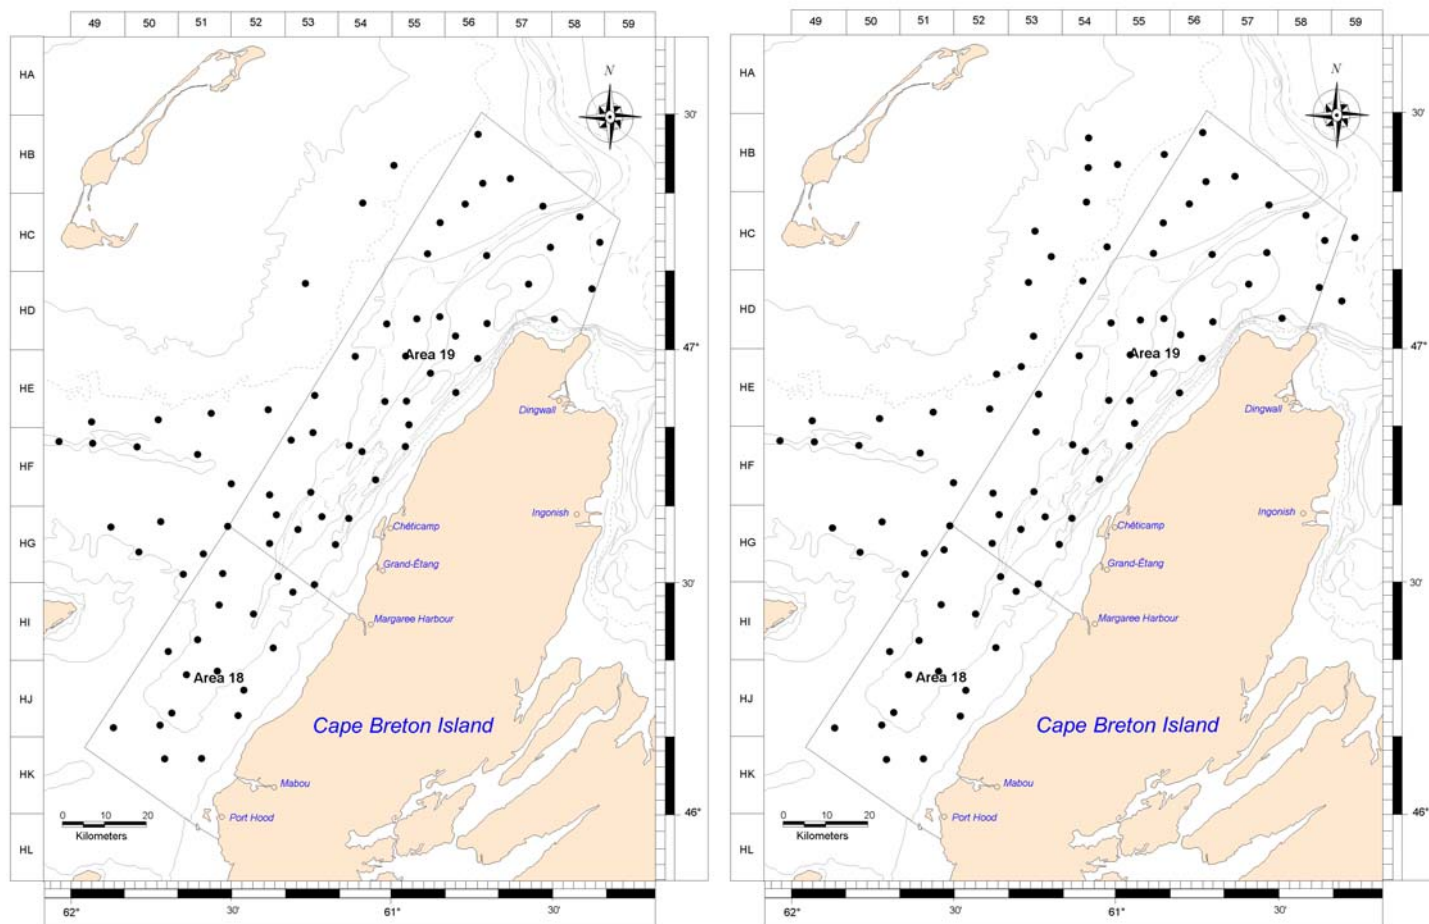 49 50 51 52 53 54 55 56 57 58 59
HA
N
30'
HB
HC
HD
47°
Area 19
HE
Dingwall
HF
Ingonish
Chéticamp
HG
Grand-Étang
30'
HI
Margaree Harbour
Area 18
HJ
Cape Breton Island
HK
Mabou
0 10 20
Kilometers
Port Hood
46°
HL
62° 30' 61° 30'
49 50 51 52 53 54 55 56 57 58 59
HA
N
30'
HB
HC
HD
47°
Area 19
HE
Dingwall
HF
Ingonish
Chéticamp
HG
Grand-Étang
30'
HI
Margaree Harbour
Area 18
HJ
Cape Breton Island
HK
Mabou
0 10 20
Kilometers
Port Hood
46°
HL
62° 30' 61° 30'